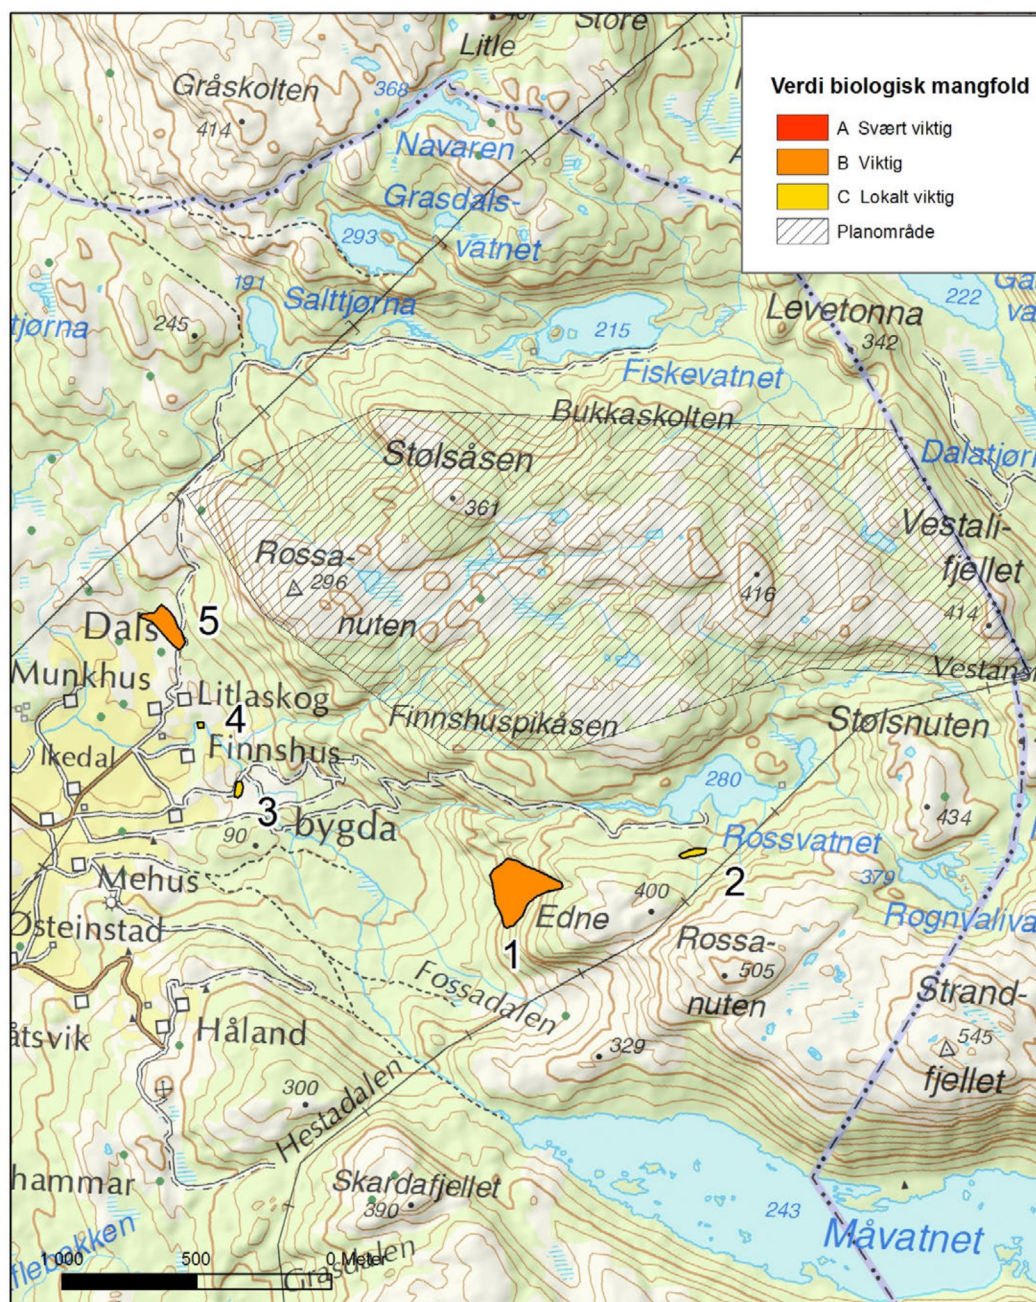 Store
Litle
Gråskolten
414
368
Navaren
Grasdals-
vatnet
293
191
Salttjørna
tjørna
245
215
Fiskevatnet
Levetonna
342
222
Verdi biologisk mangfold
A Svært viktig
B Viktig
C Lokalt viktig
Planområde
Bukkaskolten
Stølsåsen
361
Dalatjørn
Vestali-
fjellet
414
Rossa-
296
nuten
416
Dals
5
Munkhus
Litlaskog
4
Finnshus
Ikedal
3
bygda
90
Finnshuspikåsen
Stølsnuten
280
434
Rossvatnet
379
2
Mehus
Østeinstad
1
Edne
400
Rossa-
505
nuten
Rognvaliva
Strand-
545
fjellet
Fossadalen
åtsvik
Håland
329
300
Hestadalen
hammar
Skardafjellet
390
243
Måvatnet
flebakken
Grasdalen
1 000 500 0 Meter